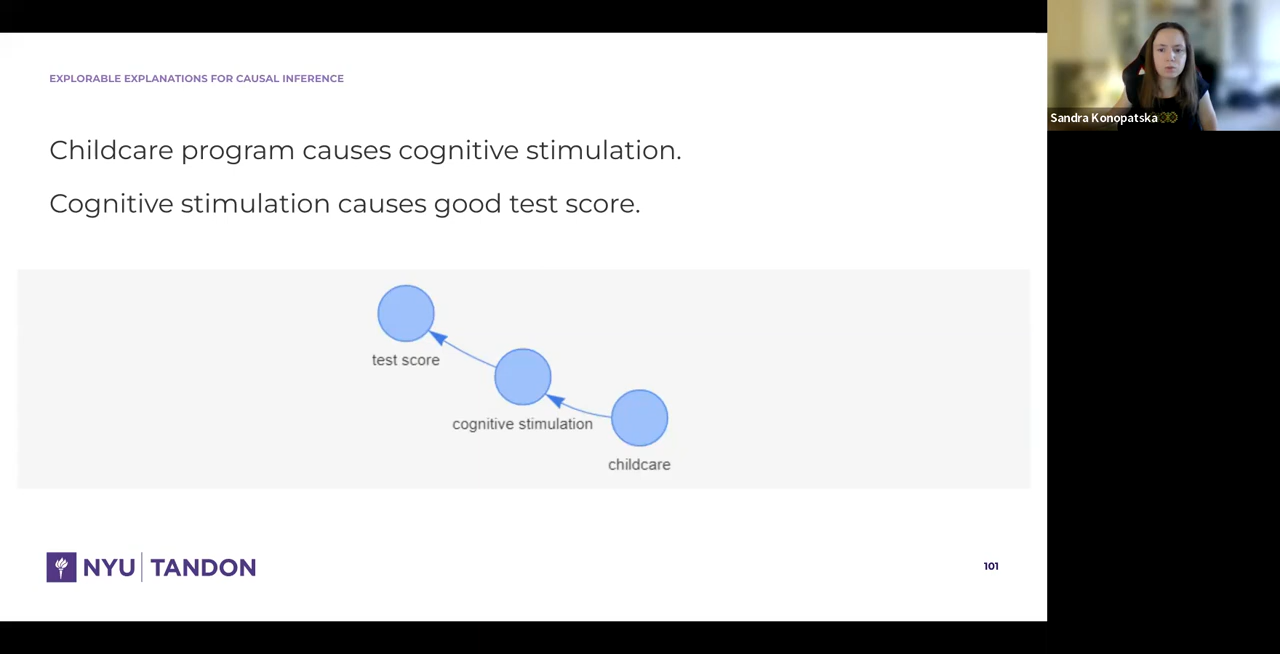 EXPLORABLE EXPLANATIONS FOR CAUSAL INFERENCE
Sandra Konopatska
Childcare program causes cognitive stimulation.
Cognitive stimulation causes good test score.
test score
cognitive stimulation
childcare
NYU | TANDON
101